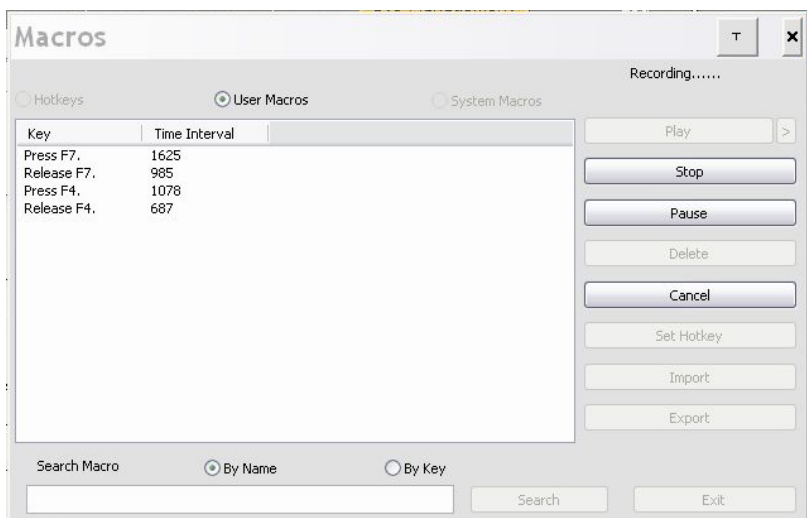 Macros
T
x
Recording......
Hotkeys
User Macros
System Macros
Key Time Interval
Press F7. 1625
Release F7. 985
Press F4. 1078
Release F4. 687
Play >
Stop
Pause
Delete
Cancel
Set Hotkey
Import
Export
Search Macro By Name By Key
Search Exit